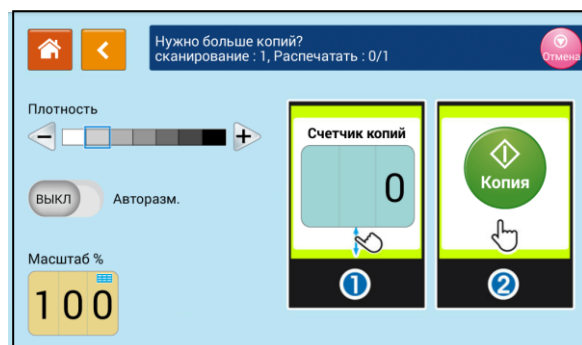 Нужно больше копий?
сканирование : 1, Распечатать : 0/1
Отмена
Плотность
ВЫКЛ
Авторазм.
Масштаб %
100
Счетчик копий
0
1
Копия
2